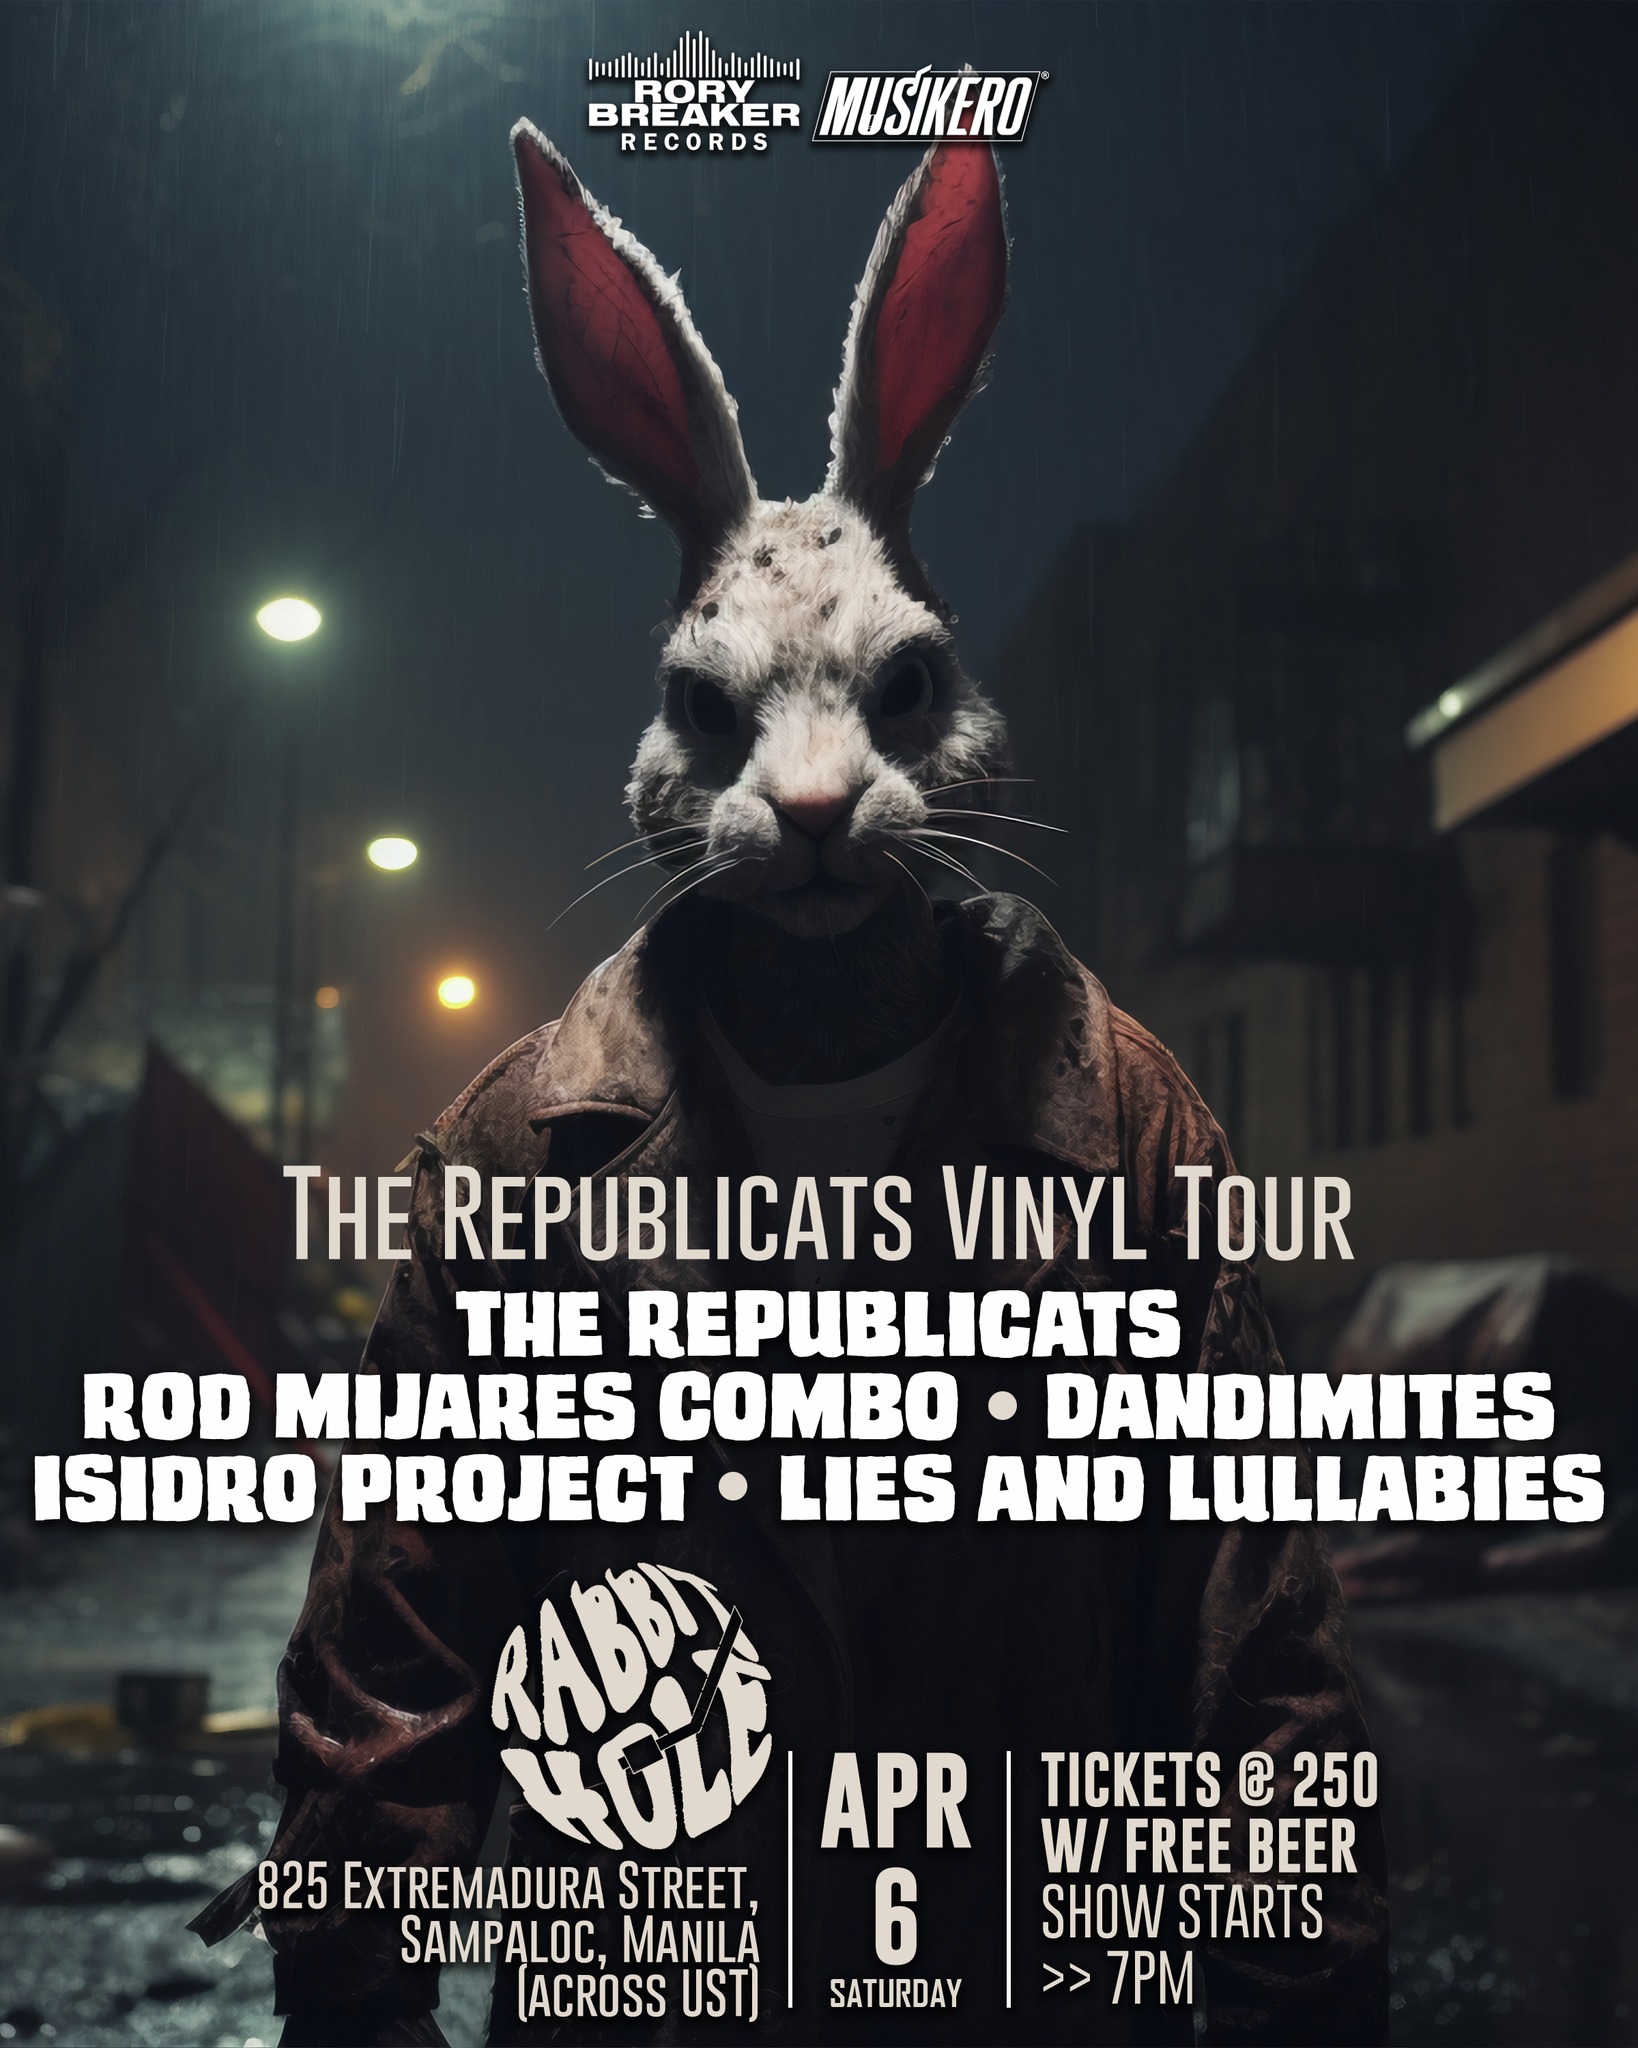 RORY
BREAKER
RECORDS
MUSIKERO®
The Republicats Vinyl Tour
THE REPUBLICATS
ROD MIJARES COMBO • DANDIMITES
ISIDRO PROJECT • LIES AND LULLABIES
RABBIT
HOLE
825 Extremadura Street,
Sampaloc, Manila
(across UST)
APR
6
SATURDAY
TICKETS @ 250
W/ FREE BEER
SHOW STARTS
>> 7PM